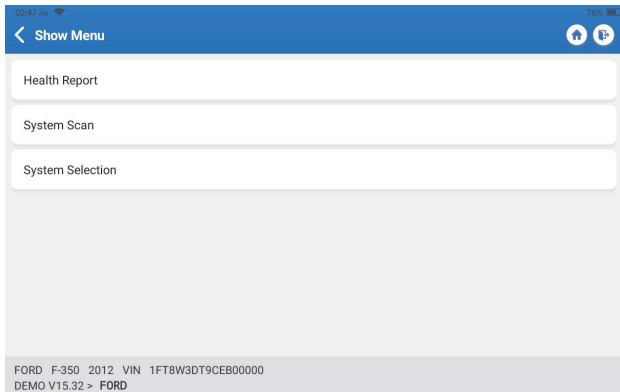 02:47 AM 76%
Show Menu
Health Report
System Scan
System Selection
FORD F-350 2012 VIN 1FT8W3DT9CEB00000
DEMO V15.32 > FORD